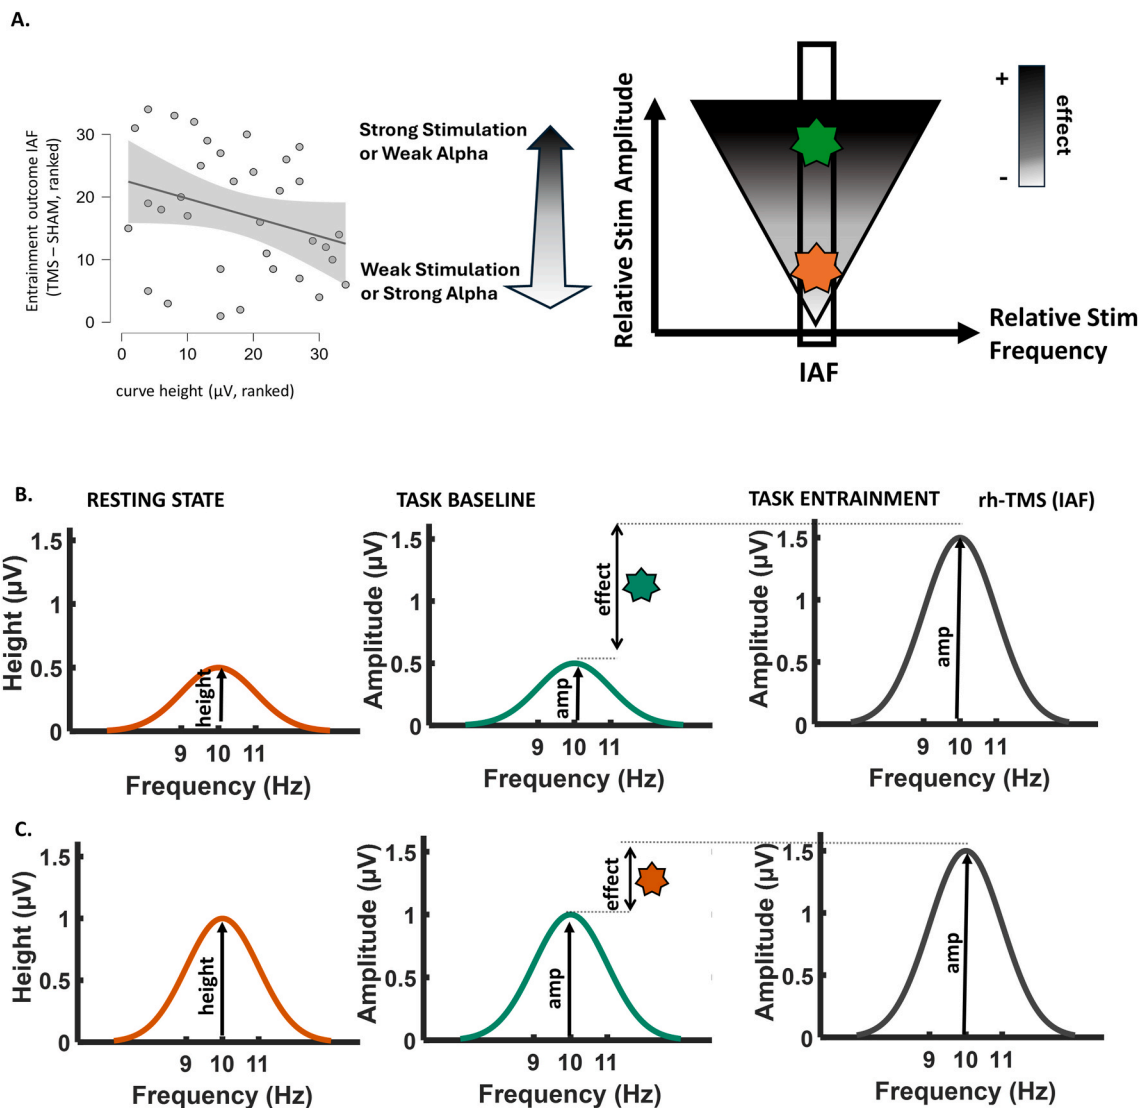 A.
Entrainment outcome IAF
(TMS – SHAM, ranked)
30
20
10
0
0 10 20 30
curve height (µV, ranked)
Strong Stimulation
or Weak Alpha
Weak Stimulation
or Strong Alpha
Relative Stim Amplitude
IAF
Relative Stim
Frequency
+
-
effect
B.
RESTING STATE
TASK BASELINE
TASK ENTRAINMENT
rh-TMS (IAF)
Height (µV)
1.5
1
0.5
0
height
9 10 11
Frequency (Hz)
Amplitude (µV)
1.5
1
0.5
0
amp
effect
9 10 11
Frequency (Hz)
Amplitude (µV)
1.5
1
0.5
0
amp
9 10 11
Frequency (Hz)
C.
Height (µV)
1.5
1
0.5
0
height
9 10 11
Frequency (Hz)
Amplitude (µV)
1.5
1
0.5
0
amp
effect
9 10 11
Frequency (Hz)
Amplitude (µV)
1.5
1
0.5
0
amp
9 10 11
Frequency (Hz)